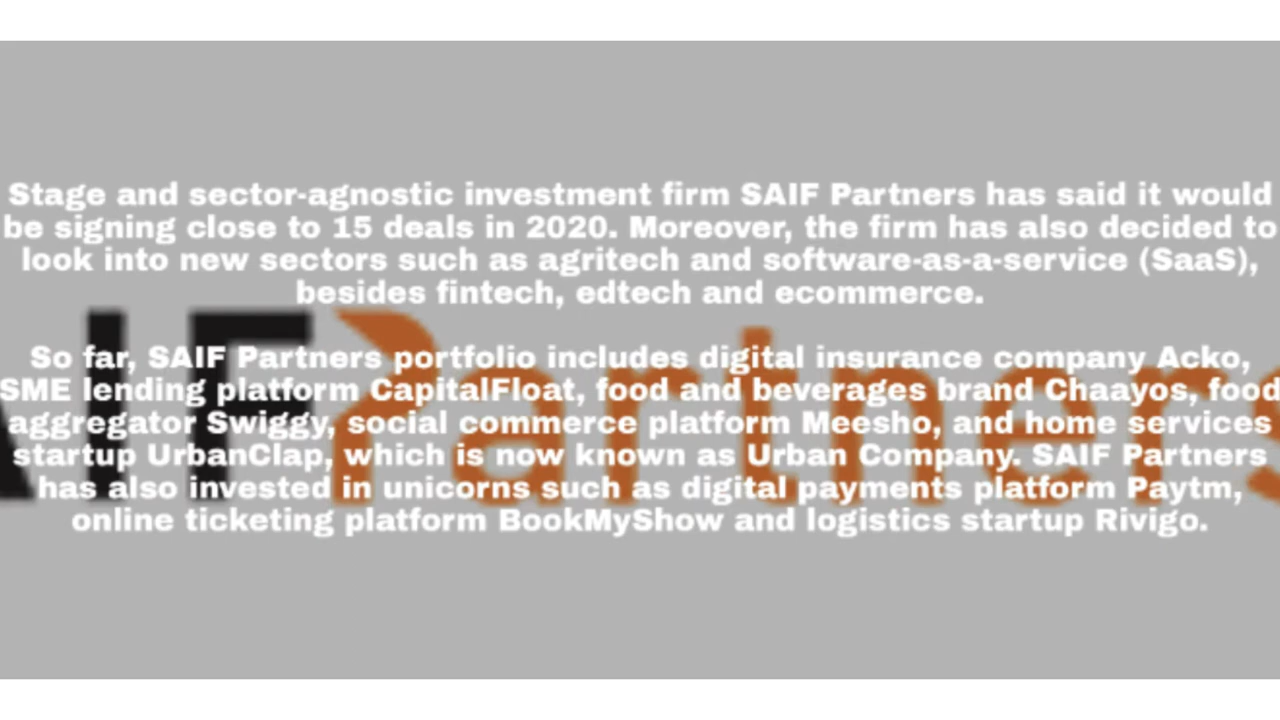 Stage and sector-agnostic investment firm SAIF Partners has said it would
be signing close to 15 deals in 2020. Moreover, the firm has also decided to
look into new sectors such as agritech and software-as-a-service (SaaS),
besides fintech, edtech and ecommerce.
AIF Partners
So far, SAIF Partners portfolio includes digital insurance company Acko,
SME lending platform CapitalFloat, food and beverages brand Chaayos, food
aggregator Swiggy, social commerce platform Meesho, and home services
startup UrbanClap, which is now known as Urban Company. SAIF Partners
has also invested in unicorns such as digital payments platform Paytm,
online ticketing platform BookMyShow and logistics startup Rivigo.